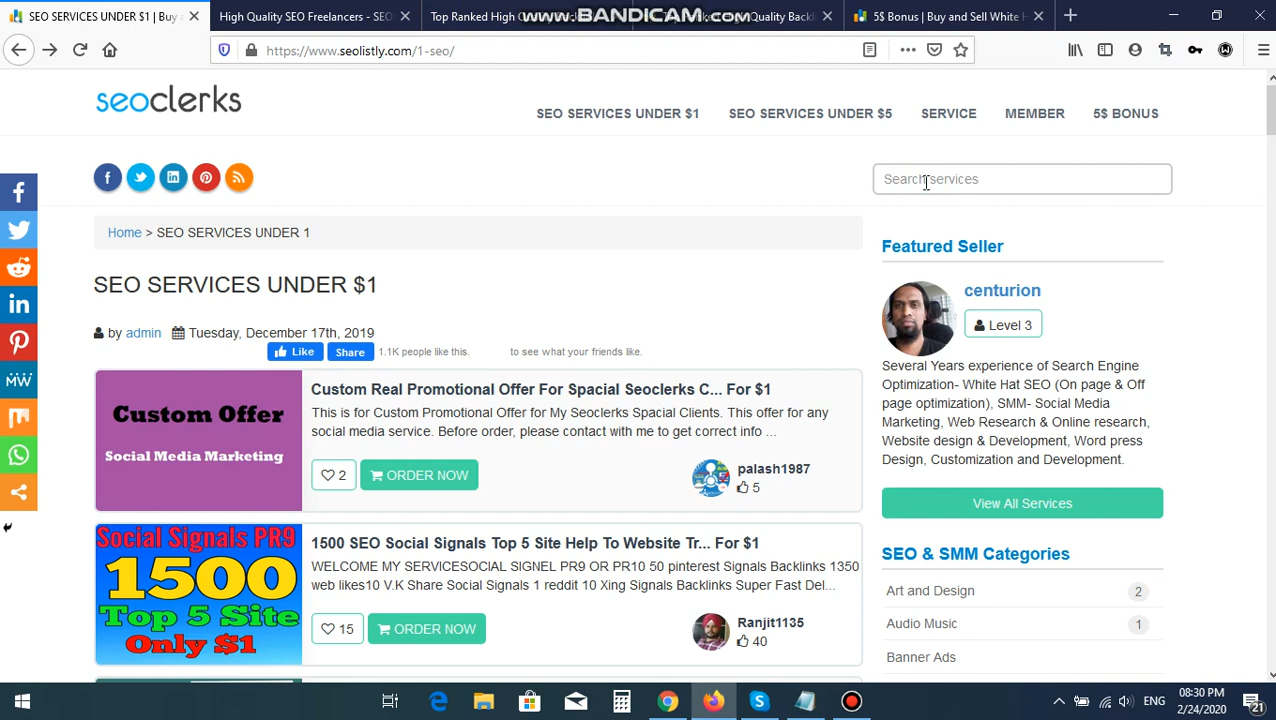 SEO SERVICES UNDER $1 | Buy a
High Quality SEO Freelancers - SEO
Top Ranked High
www.BANDICAM.com
Quality Backl
5$ Bonus | Buy and Sell White H
https://www.seolistly.com/1-seo/
seoclerks
SEO SERVICES UNDER $1
SEO SERVICES UNDER $5
SERVICE
MEMBER
5$ BONUS
Search services
Home > SEO SERVICES UNDER 1
SEO SERVICES UNDER $1
by admin Tuesday, December 17th, 2019
Like Share 1.1K people like this. to see what your friends like.
Custom Offer
Social Media Marketing
Custom Real Promotional Offer For Spacial Seoclerks C... For $1
This is for Custom Promotional Offer for My Seoclerks Spacial Clients. This offer for any
social media service. Before order, please contact with me to get correct info ...
2
ORDER NOW
palash1987
5
Social Signals PR9
1500
Top 5 Site
Only $1
1500 SEO Social Signals Top 5 Site Help To Website Tr... For $1
WELCOME MY SERVICESOCIAL SIGNEL PR9 OR PR10 50 pinterest Signals Backlinks 1350
web likes10 V.K Share Social Signals 1 reddit 10 Xing Signals Backlinks Super Fast Del...
15
ORDER NOW
Ranjit1135
40
Featured Seller
centurion
Level 3
Several Years experience of Search Engine
Optimization- White Hat SEO (On page & Off
page optimization), SMM- Social Media
Marketing, Web Research & Online research,
Website design & Development, Word press
Design, Customization and Development.
View All Services
SEO & SMM Categories
Art and Design 2
Audio Music 1
Banner Ads
ENG
08:30 PM
2/24/2020
21